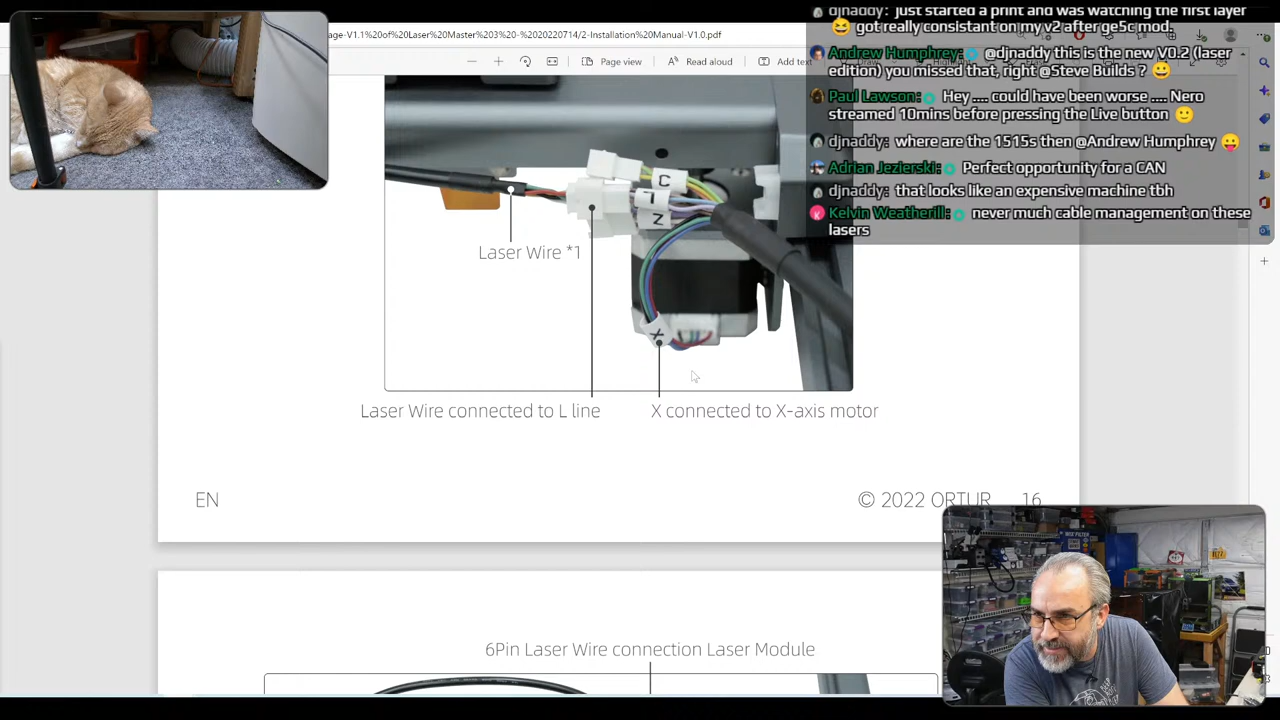 age-V1.1%20of%20Laser%20Master%203%20-%2020220714/2-Installation%20Manual-V1.0.pdf
Page view
Read aloud
Add text
djnaddy: just started a print and was watching the first layer
😆 got really consistant on my v2 after ge5c mod.
Andrew Humphrey: @djnaddy this is the new V0.2 (laser
edition) you missed that, right @Steve Builds ? 😀
Paul Lawson: Hey .... could have been worse .... Nero
streamed 10mins before pressing the Live button 🙂
djnaddy: where are the 1515s then @Andrew Humphrey 😛
Adrian Jezierski: Perfect opportunity for a CAN
djnaddy: that looks like an expensive machine tbh
Kelvin Weatherill: never much cable management on these
lasers
C
Z
X
Laser Wire *1
Laser Wire connected to L line
X connected to X-axis motor
EN
© 2022 ORTUR
16
6Pin Laser Wire connection Laser Module